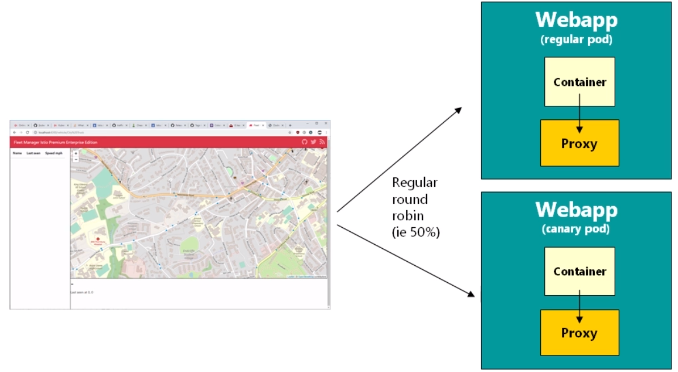 Fleet Manager Istio Premium Enterprise Edition
Name Last seen Speed mph
Regular
round
robin
(ie 50%)
Webapp
(regular pod)
Container
Proxy
Webapp
(canary pod)
Container
Proxy